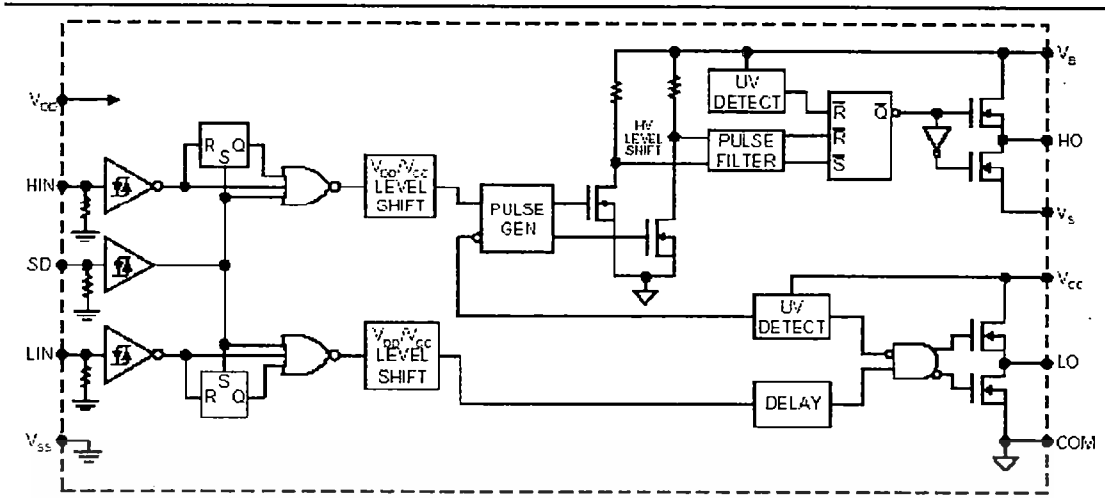 V_B
UV
DETECT
V_DD
R̅
Q̅
HV
LEVEL
SHIFT
R̅
HO
R
Q
S
PULSE
FILTER
S̅
V_DD/V_CC
LEVEL
SHIFT
HIN
PULSE
GEN
V_S
SD
V_CC
UV
DETECT
V_DD/V_CC
LEVEL
SHIFT
LIN
LO
S
R
Q
DELAY
V_SS
COM